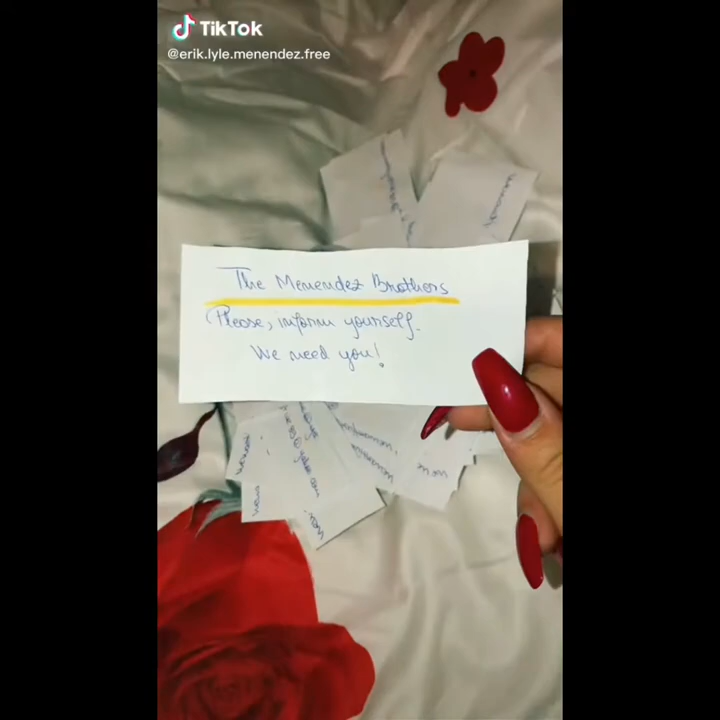 TikTok
@erik.lyle.menendez.free
The Menendez Brothers
Please, inform yourself.
We need you!